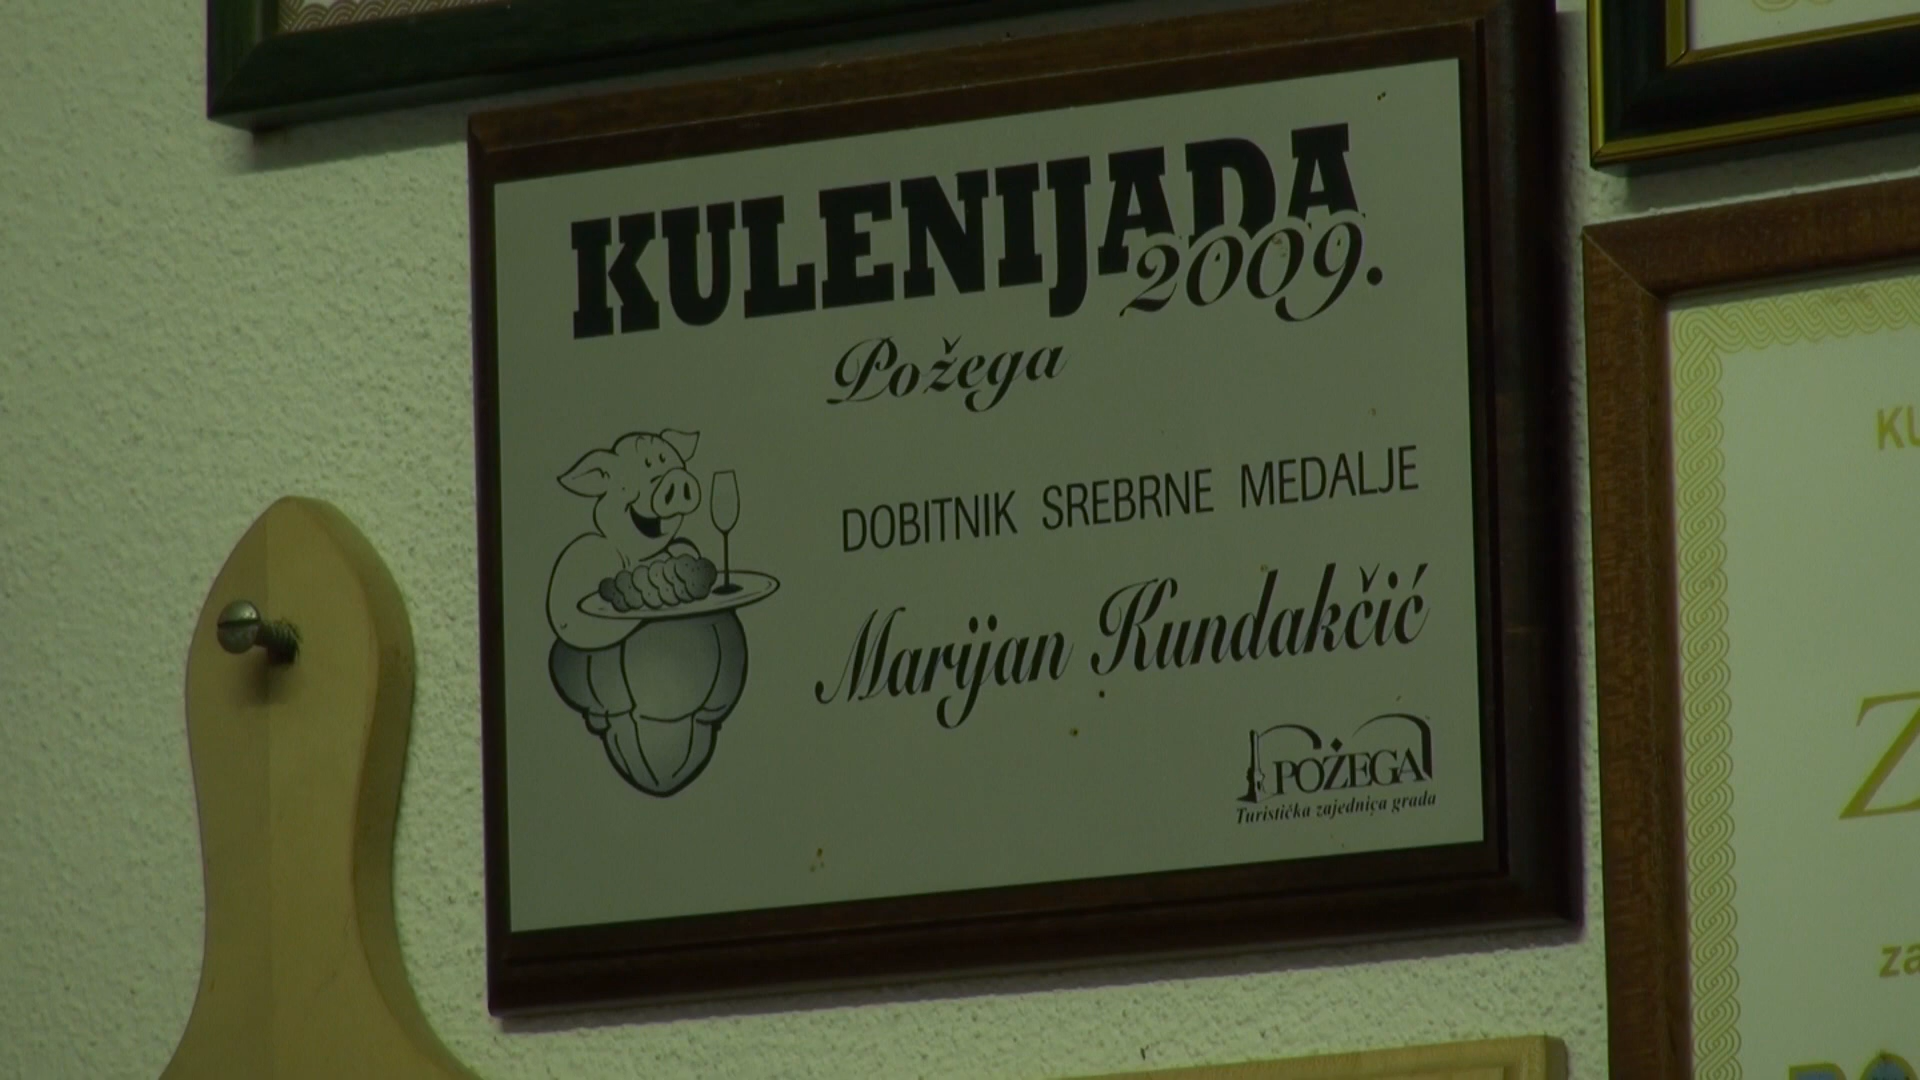 KULENIJADA
2009.
Požega
DOBITNIK SREBRNE MEDALJE
Marijan Kundakčić
POŽEGA
Turistička zajednica grada